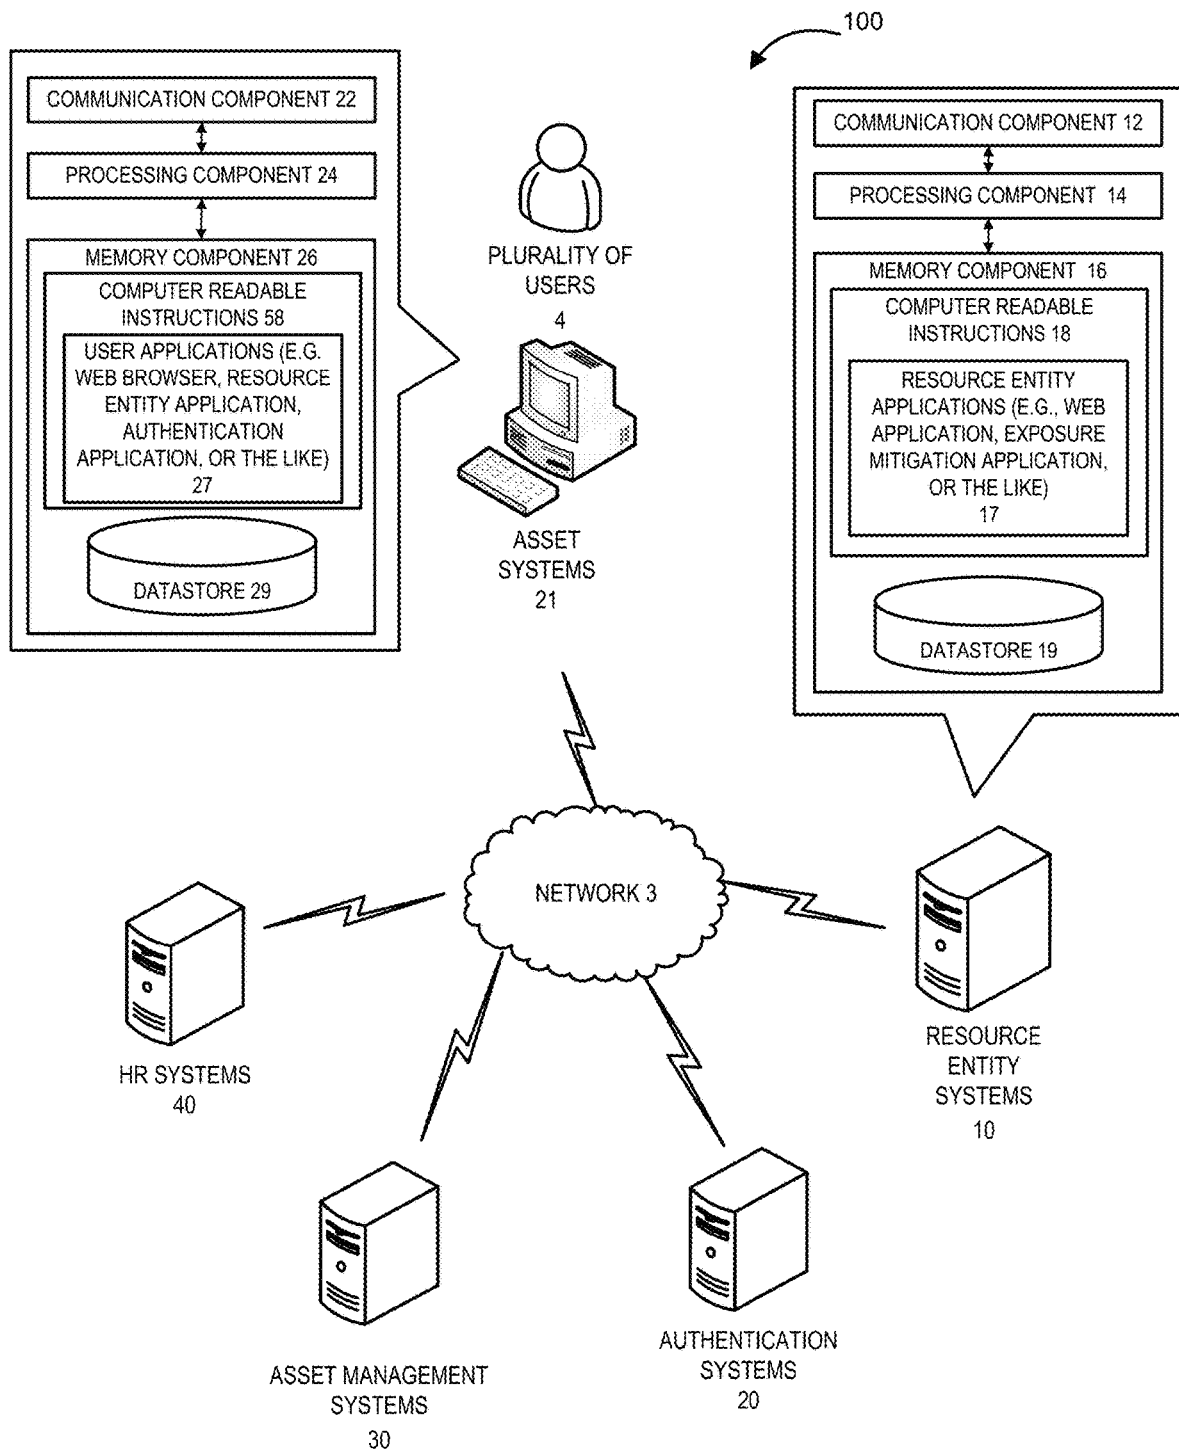 100
COMMUNICATION COMPONENT 22
PROCESSING COMPONENT 24
MEMORY COMPONENT 26
COMPUTER READABLE
INSTRUCTIONS 58
USER APPLICATIONS (E.G.
WEB BROWSER, RESOURCE
ENTITY APPLICATION,
AUTHENTICATION
APPLICATION, OR THE LIKE)
27
DATASTORE 29
PLURALITY OF
USERS
4
ASSET
SYSTEMS
21
COMMUNICATION COMPONENT 12
PROCESSING COMPONENT 14
MEMORY COMPONENT 16
COMPUTER READABLE
INSTRUCTIONS 18
RESOURCE ENTITY
APPLICATIONS (E.G., WEB
APPLICATION, EXPOSURE
MITIGATION APPLICATION,
OR THE LIKE)
17
DATASTORE 19
NETWORK 3
HR SYSTEMS
40
RESOURCE
ENTITY
SYSTEMS
10
ASSET MANAGEMENT
SYSTEMS
30
AUTHENTICATION
SYSTEMS
20